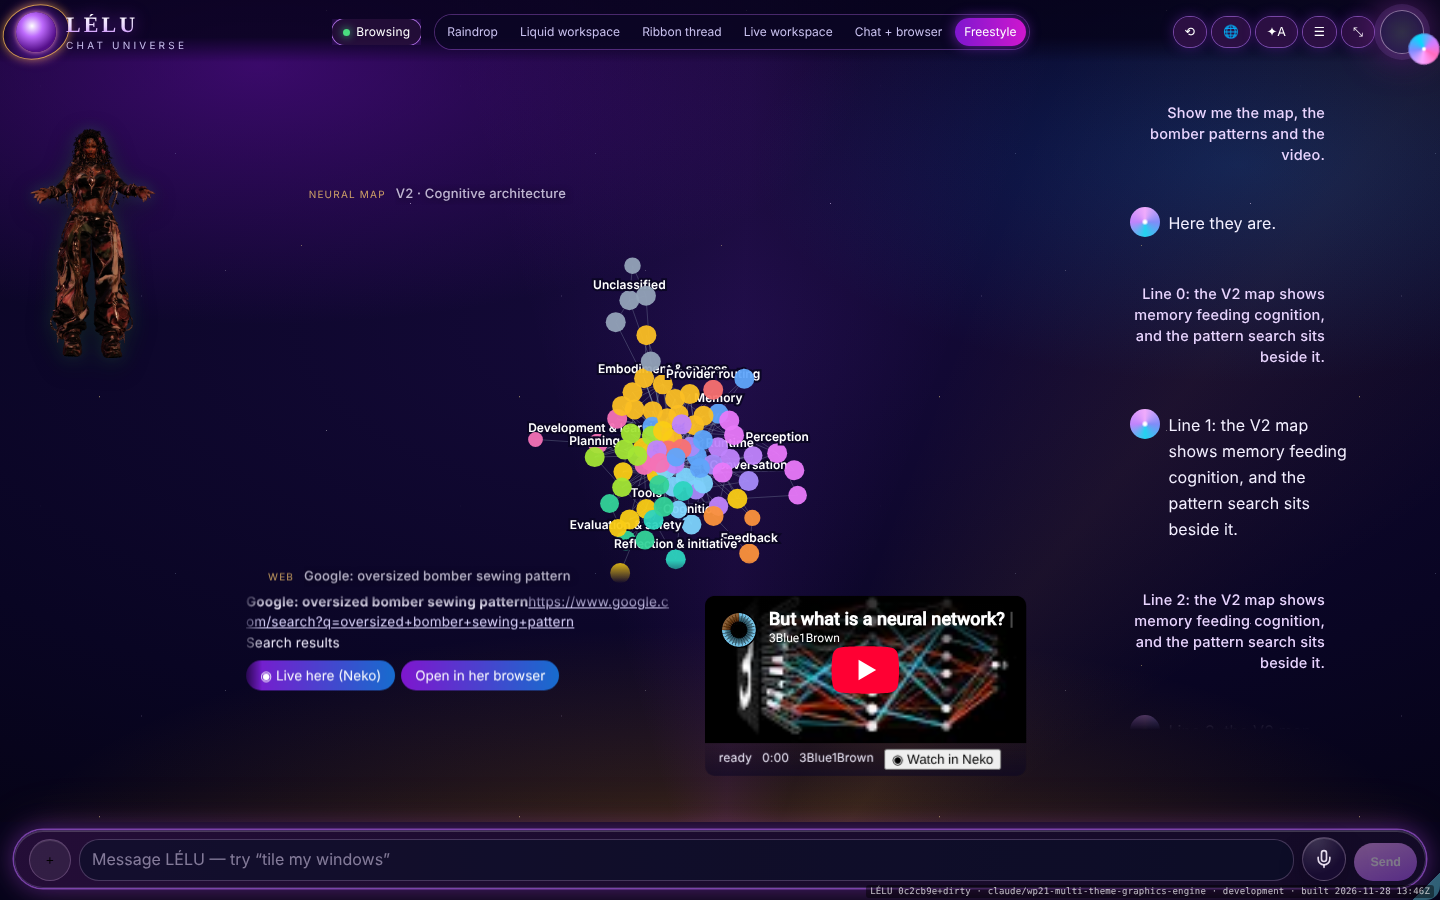 LÉLU
CHAT UNIVERSE
Browsing
Raindrop
Liquid workspace
Ribbon thread
Live workspace
Chat + browser
Freestyle
✦A
Show me the map, the
bomber patterns and the
video.
NEURAL MAP V2 · Cognitive architecture
Here they are.
Unclassified
Line 0: the V2 map shows
memory feeding cognition,
and the pattern search sits
beside it.
Provider routing
Memory
Planning
Perception
Tools
Feedback
Reflection & initiative
Line 1: the V2 map
shows memory feeding
cognition, and the
pattern search sits
beside it.
WEB Google: oversized bomber sewing pattern
Google: oversized bomber sewing patternhttps://www.google.c
om/search?q=oversized+bomber+sewing+pattern
Search results
◉ Live here (Neko)
Open in her browser
But what is a neural network? |
3Blue1Brown
ready 0:00 3Blue1Brown ◉ Watch in Neko
Line 2: the V2 map shows
memory feeding cognition,
and the pattern search sits
beside it.
+
Message LÉLU — try “tile my windows”
Send
LÉLU 0c2cb9e+dirty · claude/wp21-multi-theme-graphics-engine · development · built 2026-11-28 13:46Z